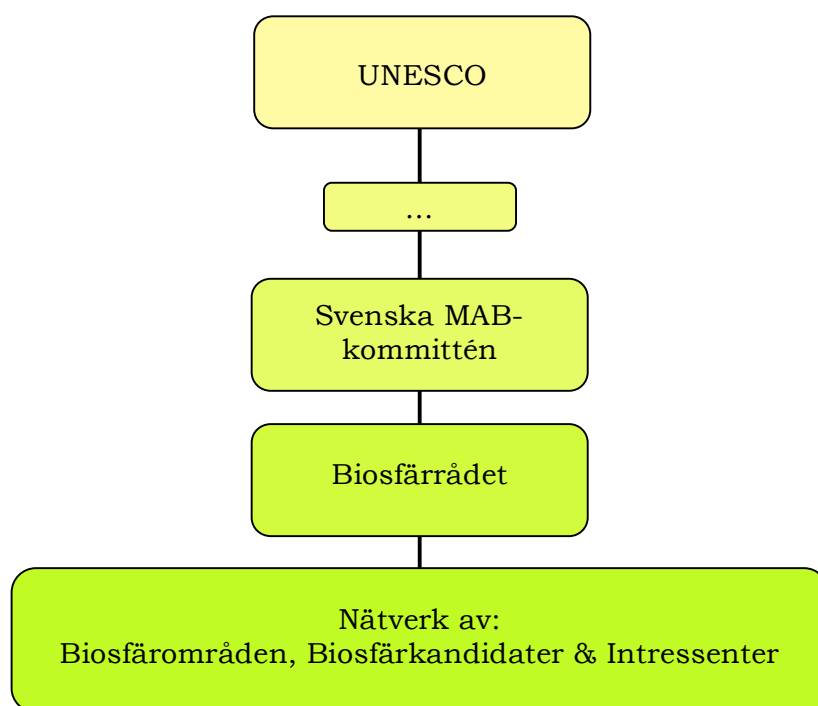 UNESCO
...
Svenska MAB-
kommittén
Biosfärrådet
Nätverk av:
Biosfärområden, Biosfärkandidater & Intressenter